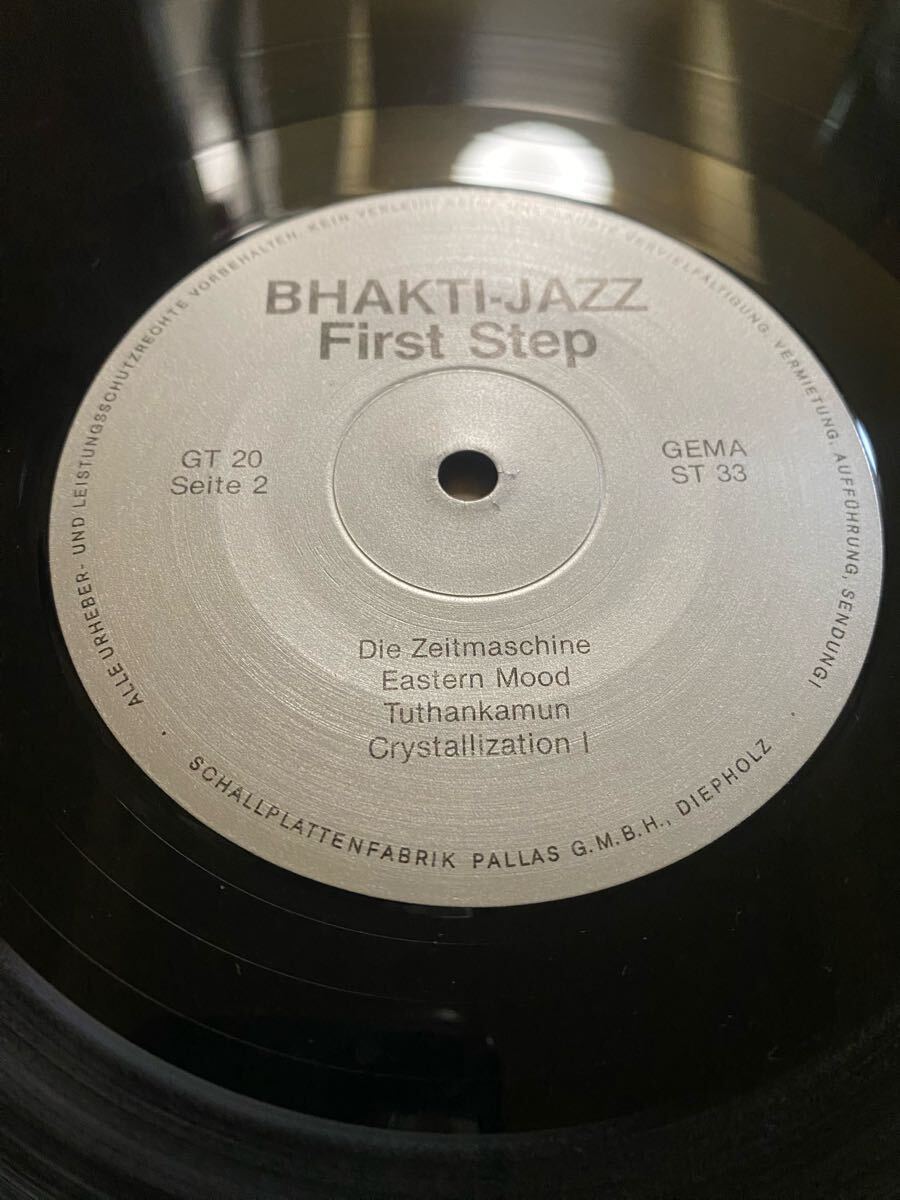 BHAKTI-JAZZ
First Step
GT 20
Seite 2
GEMA
ST 33
Die Zeitmaschine
Eastern Mood
Tuthankamun
Crystallization I
ALLE URHEBER- UND LEISTUNGSSCHUTZRECHTE VORBEHALTEN. KEIN VERLEIH! VERVIELFÄLTIGUNG, VERMIETUNG, AUFFÜHRUNG, SENDUNG!
SCHALLPLATTENFABRIK PALLAS G.M.B.H., DIEPHOLZ